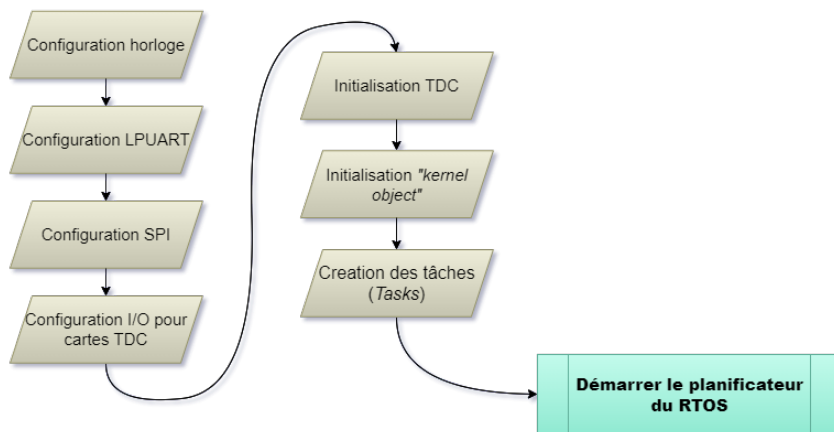 Configuration horloge
Configuration LPUART
Configuration SPI
Configuration I/O pour
cartes TDC
Initialisation TDC
Initialisation "kernel
object"
Creation des tâches
(Tasks)
Démarrer le planificateur
du RTOS